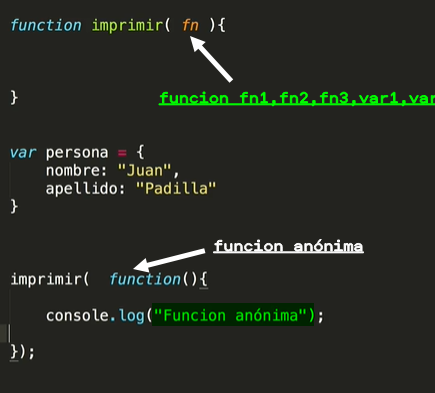 function imprimir( fn ){
}
funcion fn1,fn2,fn3,var1,var
var persona = {
nombre: "Juan",
apellido: "Padilla"
}
funcion anónima
imprimir(  function(){
console.log("Funcion anónima");
});